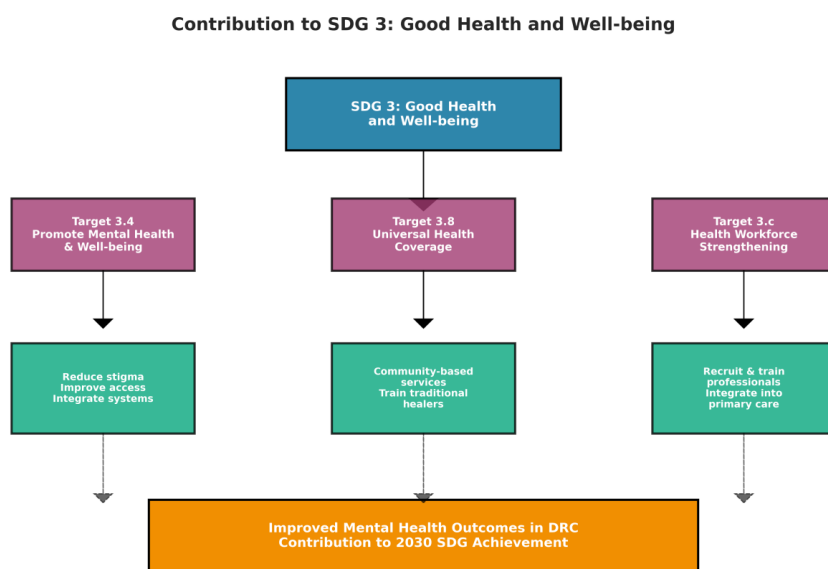 Contribution to SDG 3: Good Health and Well-being
SDG 3: Good Health
and Well-being
Target 3.4
Promote Mental Health
& Well-being
Target 3.8
Universal Health
Coverage
Target 3.c
Health Workforce
Strengthening
Reduce stigma
Improve access
Integrate systems
Community-based
services
Train traditional
healers
Recruit & train
professionals
Integrate into
primary care
Improved Mental Health Outcomes in DRC
Contribution to 2030 SDG Achievement